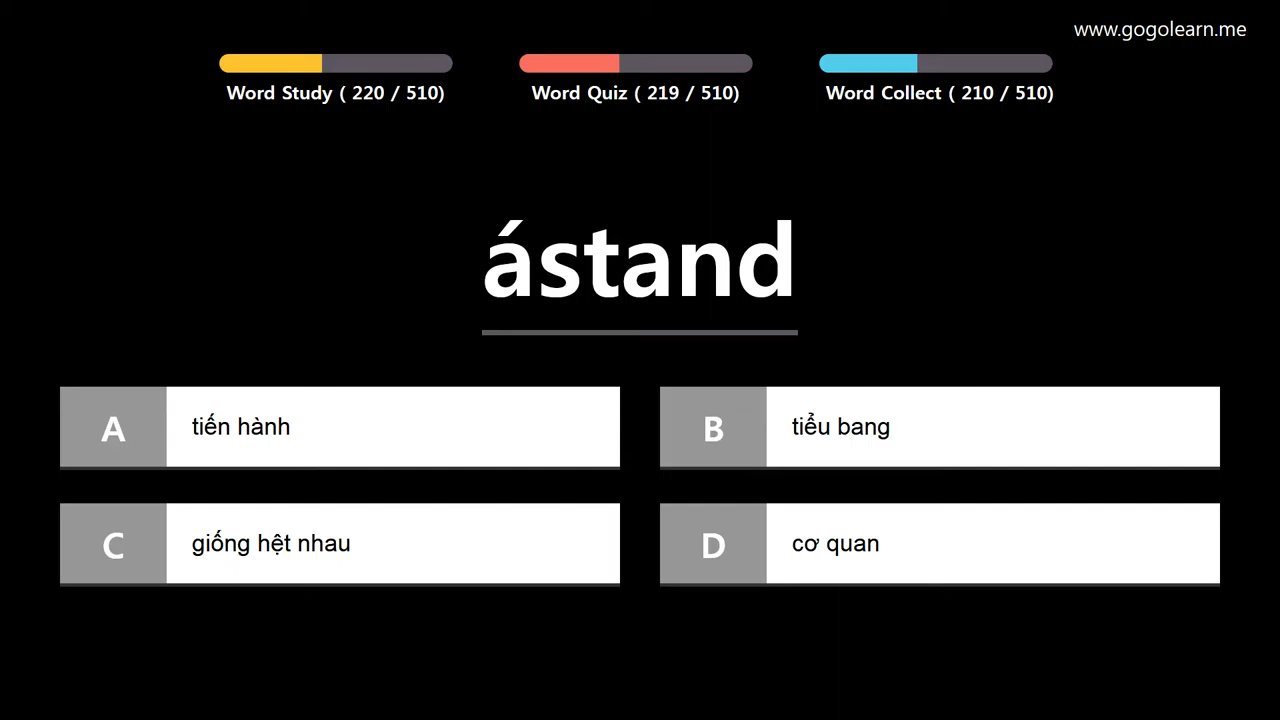 www.gogolearn.me
Word Study ( 220 / 510)
Word Quiz ( 219 / 510)
Word Collect ( 210 / 510)
ástand
A tiến hành
B tiểu bang
C giống hệt nhau
D cơ quan